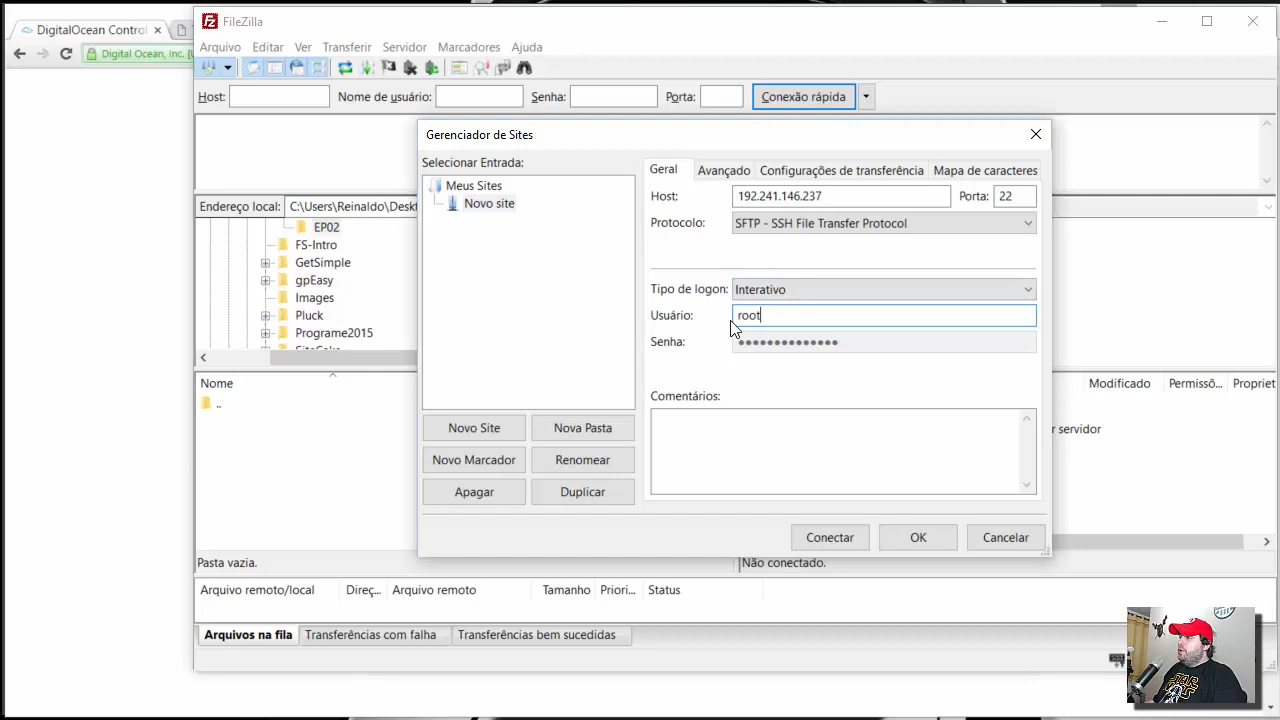 DigitalOcean Control
Digital Ocean, Inc.
FileZilla
Arquivo Editar Ver Transferir Servidor Marcadores Ajuda
Host: Nome de usuário: Senha: Porta: Conexão rápida
Gerenciador de Sites
Selecionar Entrada:
Meus Sites
Novo site
Novo Site Nova Pasta
Novo Marcador Renomear
Apagar Duplicar
Geral Avançado Configurações de transferência Mapa de caracteres
Host: 192.241.146.237 Porta: 22
Protocolo: SFTP - SSH File Transfer Protocol
Tipo de logon: Interativo
Usuário: root
Senha: ●●●●●●●●●●●●●●
Comentários:
Conectar OK Cancelar
Endereço local: C:\Users\Reinaldo\Deskt
EP02
FS-Intro
GetSimple
gpEasy
Images
Pluck
Programe2015
Nome
..
Modificado Permissõ... Propriet
r servidor
Pasta vazia.
Não conectado.
Arquivo remoto/local Direç... Arquivo remoto Tamanho Priori... Status
Arquivos na fila Transferências com falha Transferências bem sucedidas